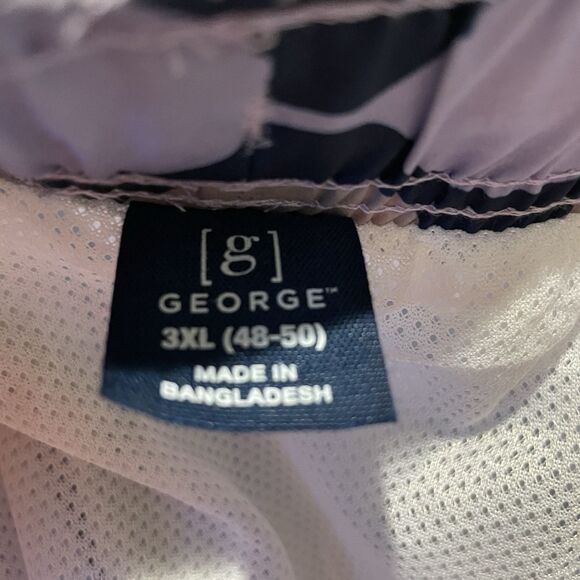 [g]
GEORGE™
3XL (48-50)
MADE IN
BANGLADESH